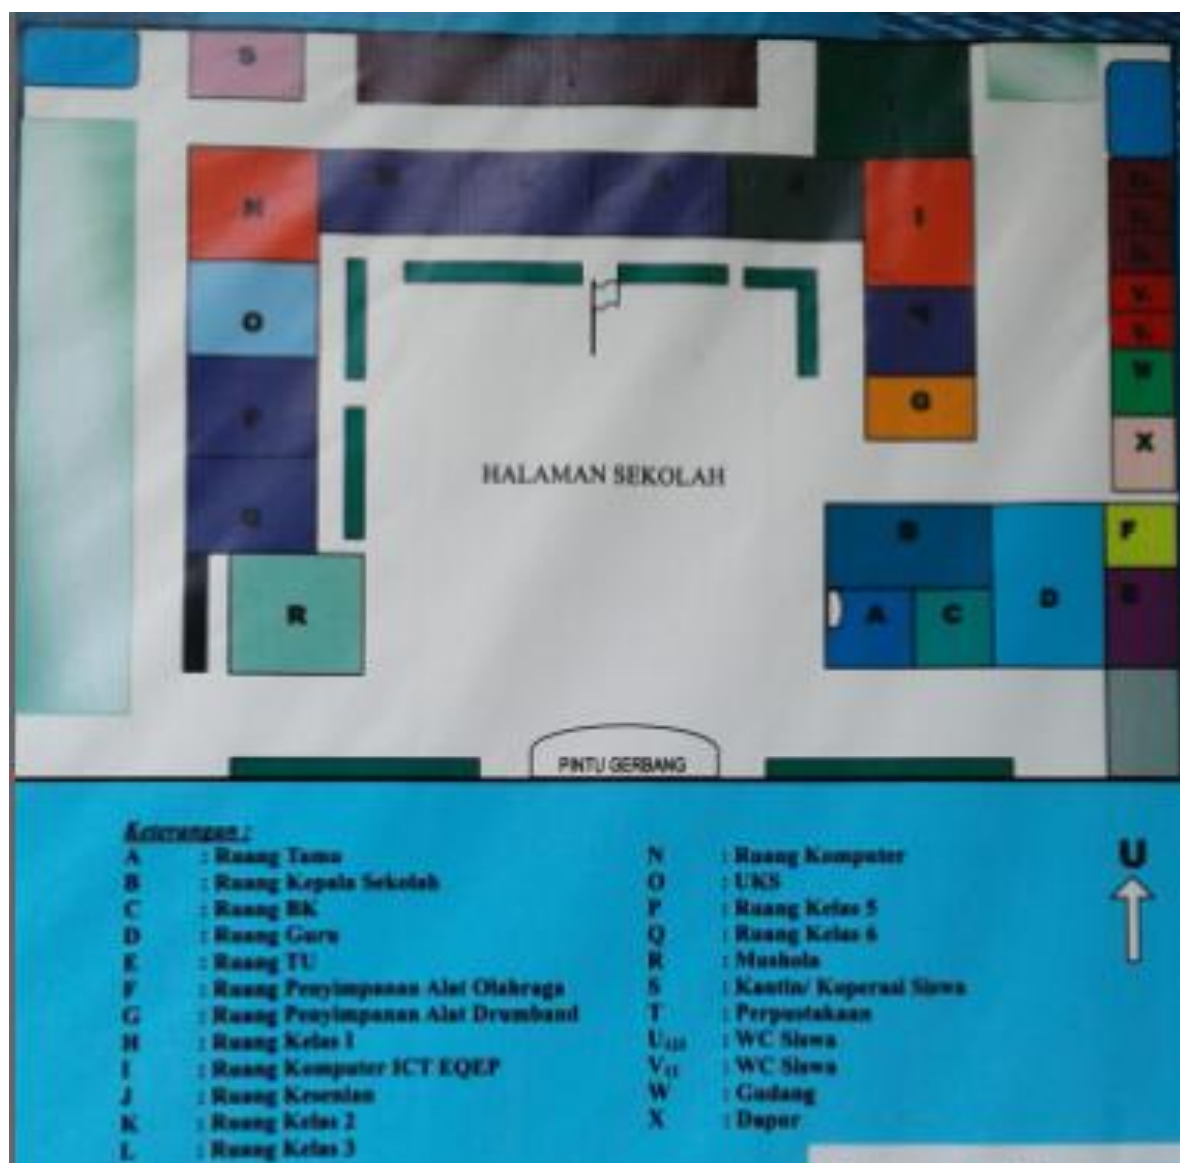 S
N
I
O
G
W
X
HALAMAN SEKOLAH
B
F
A
C
D
E
R
PINTU GERBANG
Keterangan :
A : Ruang Tamu
B : Ruang Kepala Sekolah
C : Ruang BK
D : Ruang Guru
E : Ruang TU
F : Ruang Penyimpanan Alat Olahraga
G : Ruang Penyimpanan Alat Drumband
H : Ruang Kelas 1
I : Ruang Komputer ICT EQEP
J : Ruang Kesenian
K : Ruang Kelas 2
L : Ruang Kelas 3
N : Ruang Komputer
O : UKS
P : Ruang Kelas 5
Q : Ruang Kelas 6
R : Mushola
S : Kantin/ Koperasi Siswa
T : Perpustakaan
: WC Siswa
: WC Siswa
W : Gudang
X : Dapur
U